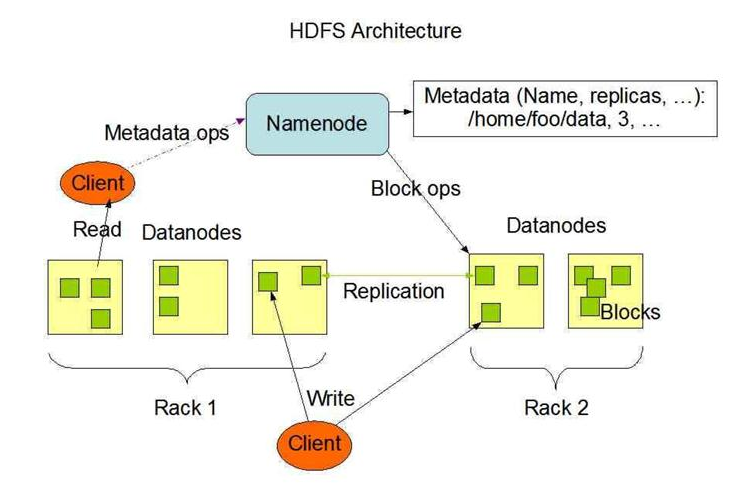 HDFS Architecture
Metadata (Name, replicas, …):
/home/foo/data, 3, …
Namenode
Metadata ops
Client
Block ops
Read
Datanodes
Datanodes
Replication
Blocks
Rack 1
Write
Rack 2
Client